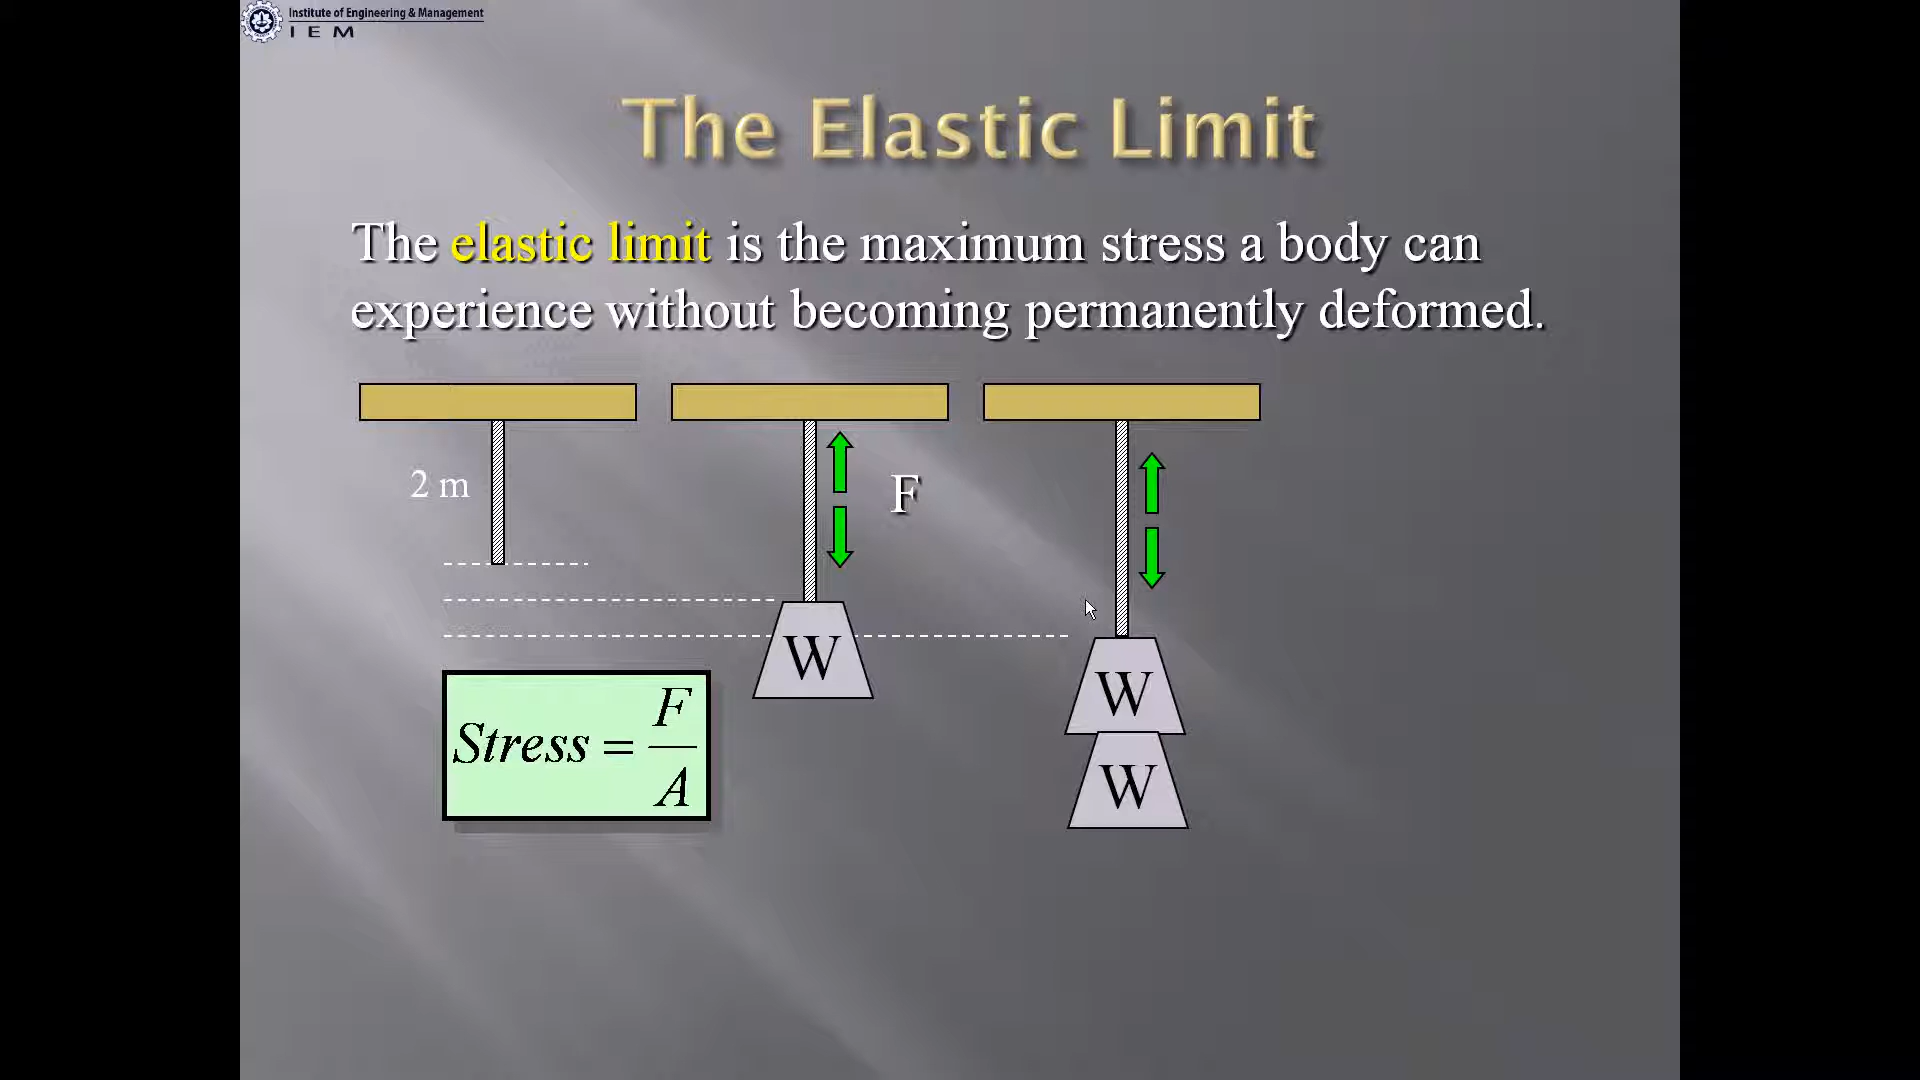 Institute of Engineering & Management
I E M
The Elastic Limit
The elastic limit is the maximum stress a body can
experience without becoming permanently deformed.
2 m
F
W
W
W
Stress = F/A